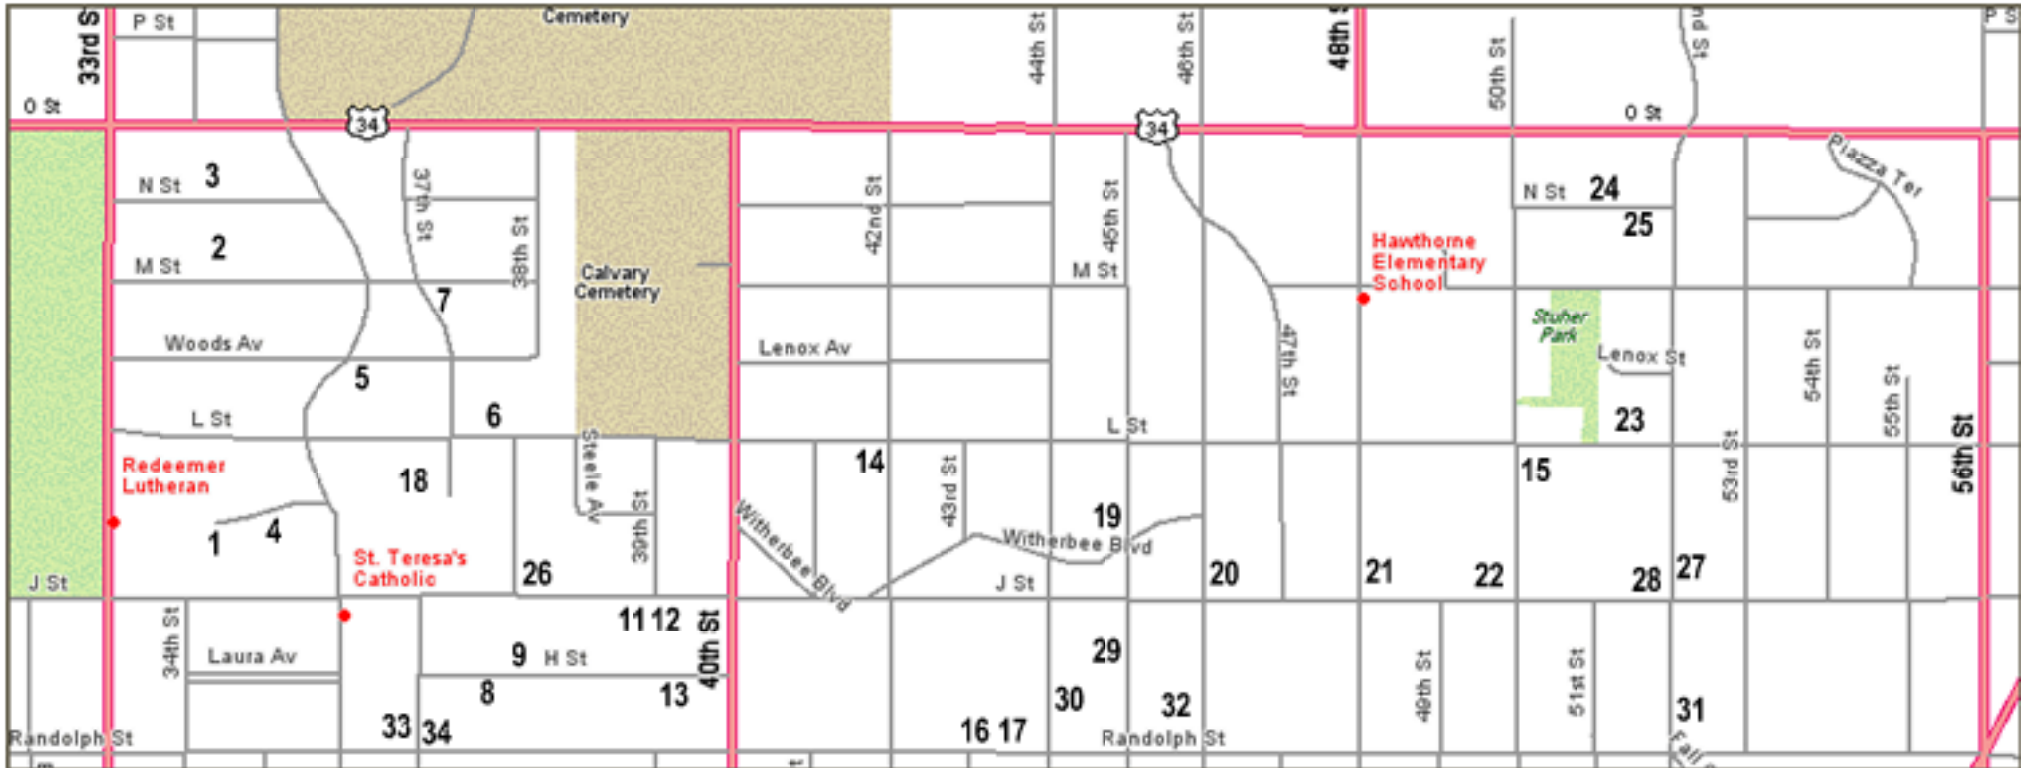 P St
33rd S
Cemetery
44th St
46th St
48th S
50th St
O St
34
34
O St
N St
3
37th St
38th St
42nd St
45th St
N St
24
25
Piazza Ter
2
M St
7
Calvary
Cemetery
M St
Hawthorne
Elementary
School
Woods Av
5
Lenox Av
47th St
Stuher
Park
Lenox St
54th St
55th St
L St
6
L St
23
53rd St
56th St
Redeemer
Lutheran
18
Steele Av
39th St
14
43rd St
15
1
4
Witherbee Blvd
Witherbee Blvd
19
St. Teresa's
Catholic
J St
26
J St
20
21
22
28
27
34th St
11
12
40th St
Laura Av
9
H St
29
49th St
51st St
8
13
30
32
31
33
34
16
17
Randolph St
Randolph St